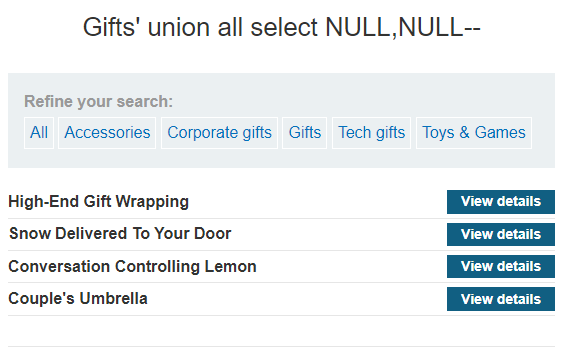 Gifts' union all select NULL,NULL--
Refine your search:
All Accessories Corporate gifts Gifts Tech gifts Toys & Games
High-End Gift Wrapping View details
Snow Delivered To Your Door View details
Conversation Controlling Lemon View details
Couple's Umbrella View details